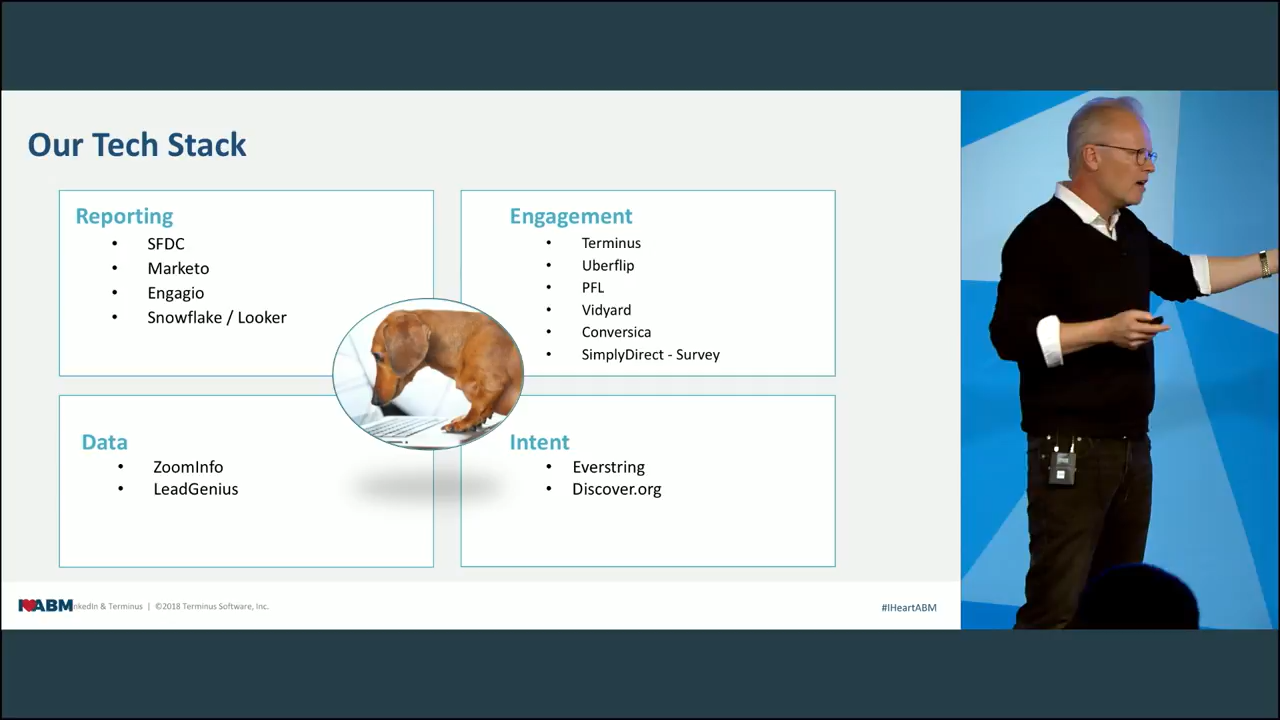 Our Tech Stack
Reporting
• SFDC
• Marketo
• Engagio
• Snowflake / Looker
Engagement
• Terminus
• Uberflip
• PFL
• Vidyard
• Conversica
• SimplyDirect - Survey
Data
• ZoomInfo
• LeadGenius
Intent
• Everstring
• Discover.org
I ABM nkedIn & Terminus | ©2018 Terminus Software, Inc.
#IHeartABM